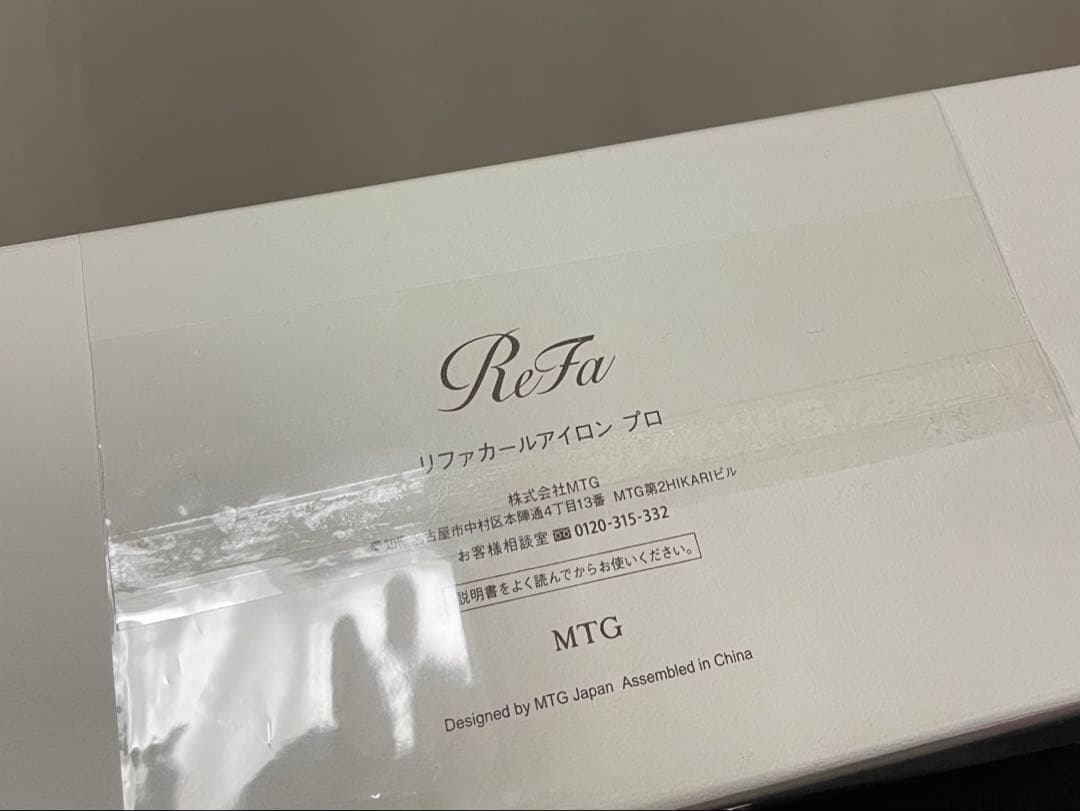 ReFa
リファカールアイロン プロ
株式会社MTG
古屋市中村区本陣通4丁目13番 MTG第2HIKARIビル
お客様相談室 0120-315-332
説明書をよく読んでからお使いください。
MTG
Designed by MTG Japan Assembled in China